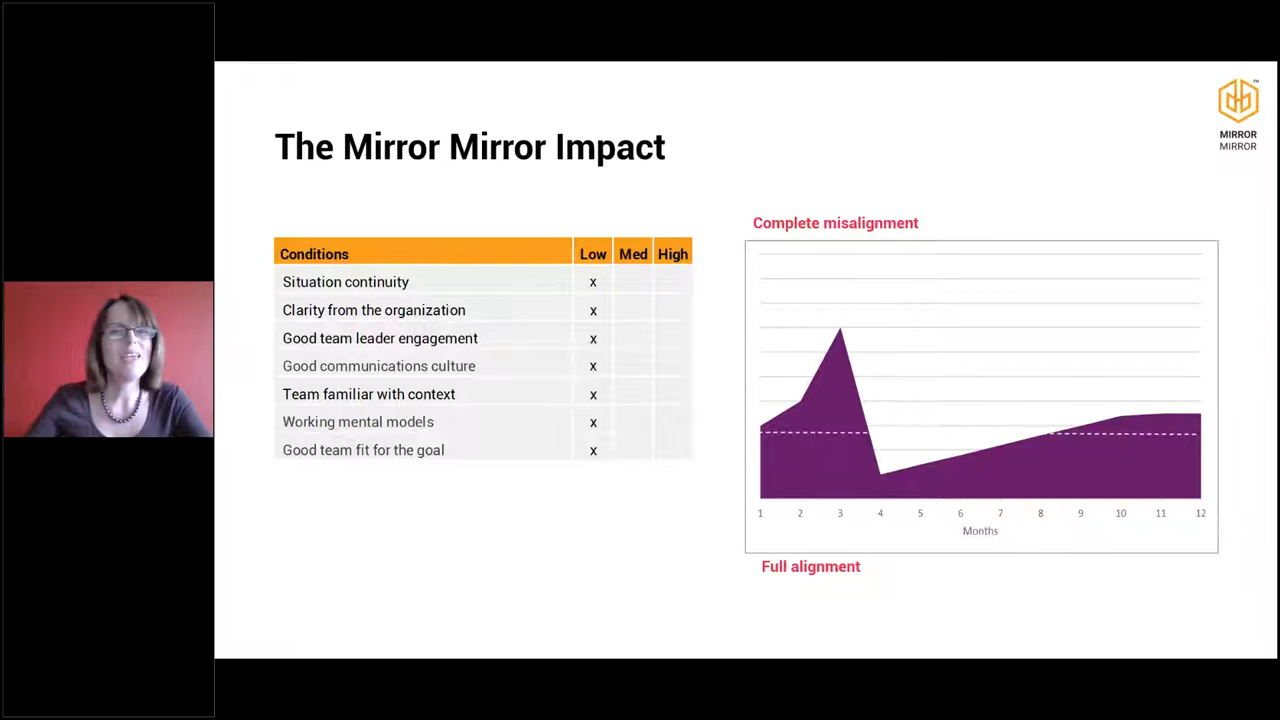 The Mirror Mirror Impact
MIRROR
MIRROR
TM
Conditions Low Med High
Situation continuity x
Clarity from the organization x
Good team leader engagement x
Good communications culture x
Team familiar with context x
Working mental models x
Good team fit for the goal x
Complete misalignment
1 2 3 4 5 6 7 8 9 10 11 12
Months
Full alignment